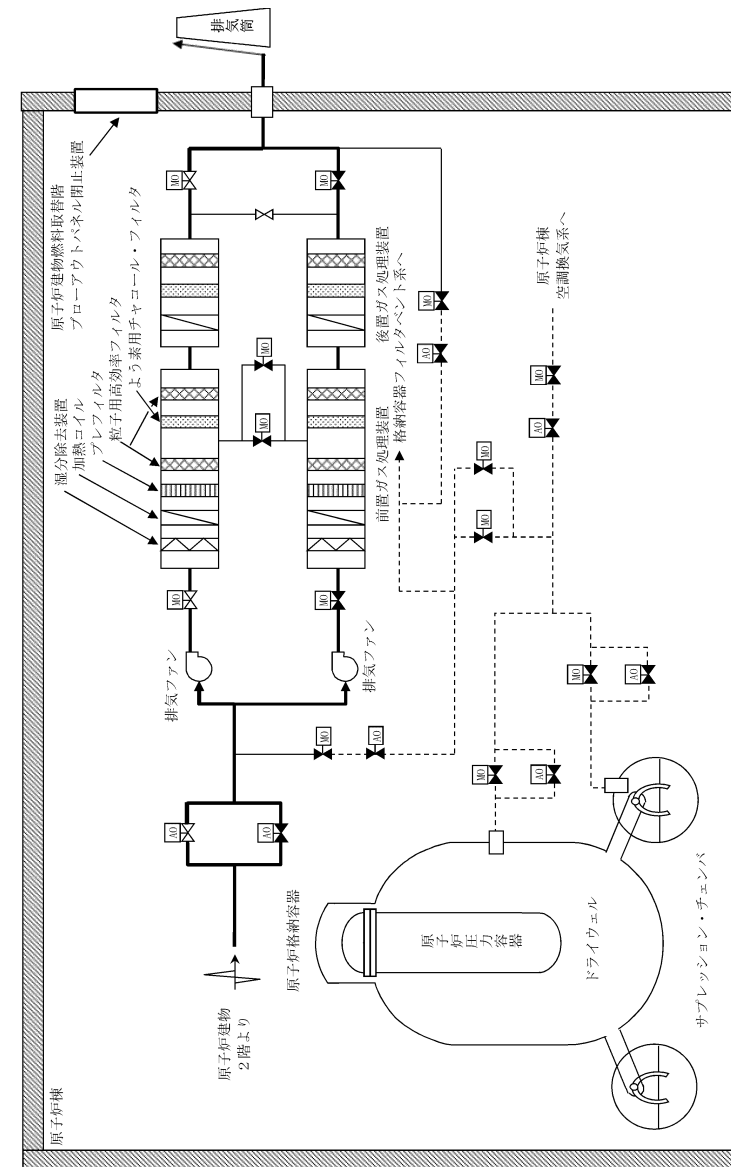 排気筒
原子炉建物燃料取替階
ブローアウトパネル閉止装置
湿分除去装置
加熱コイル
プレフィルタ
粒子用高効率フィルタ
よう素用チャコール・フィルタ
MO
MO
後置ガス処理装置
MO
AO
MO
MO
前置ガス処理装置
格納容器フィルタベント系へ
原子炉棟
空調換気系へ
MO
AO
MO
MO
MO
MO
排気ファン
排気ファン
MO
AO
MO
AO
MO
AO
AO
AO
原子炉建物
2階より
原子炉格納容器
原子炉圧力容器
ドライウェル
サプレッション・チェンバ
原子炉棟